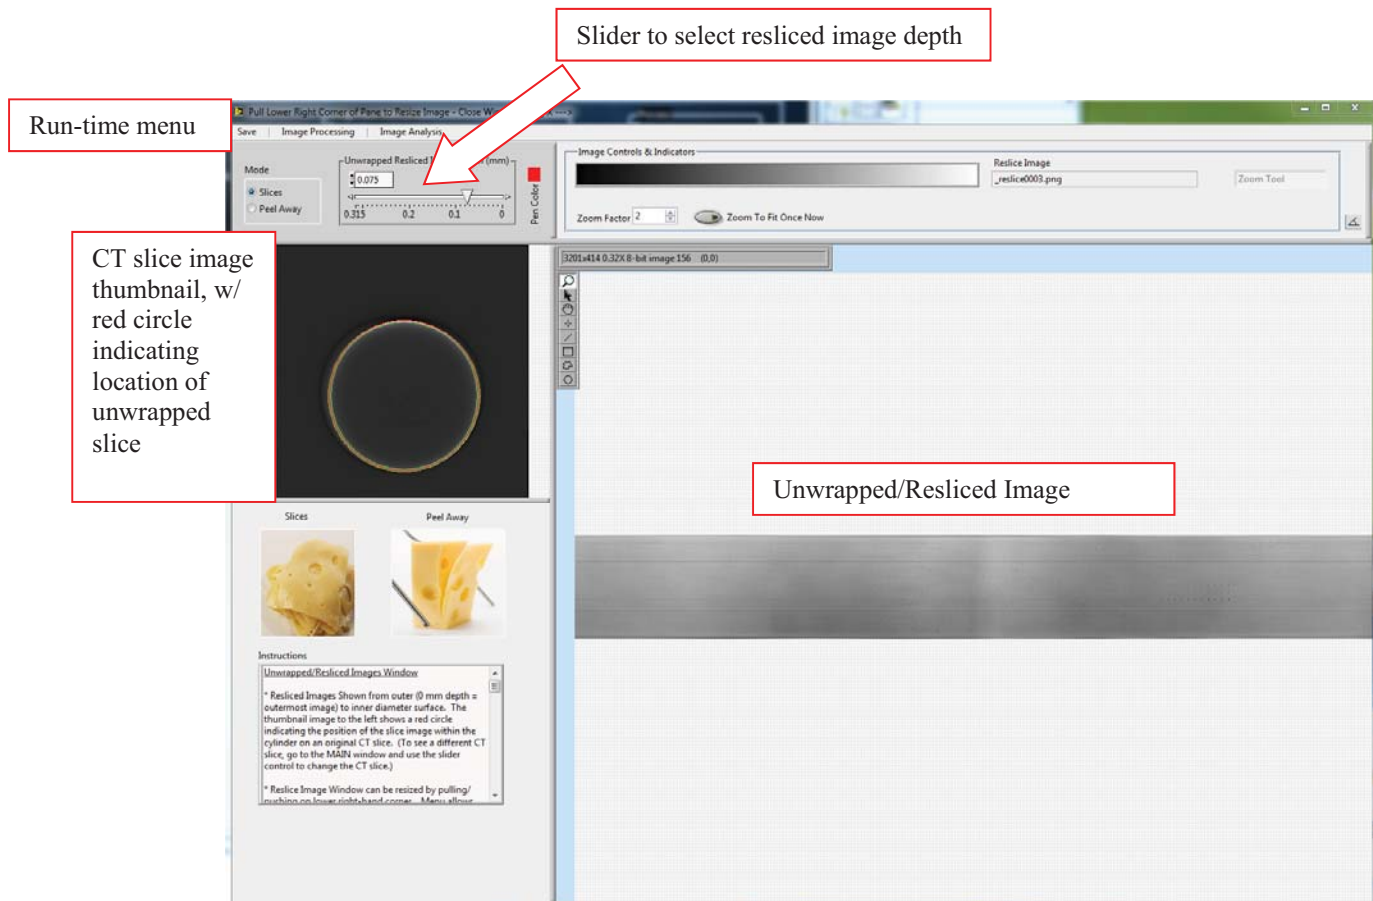 Slider to select resliced image depth
Run-time menu
Pull Lower Right Corner of Pane to Resize Image - Close W
Save | Image Processing | Image Analysis
Mode
Slices
Peel Away
Unwrapped Resliced
(mm)
0.075
0.315 0.2 0.1 0
Pen Color
Image Controls & Indicators
Reslice Image
_reslice0003.png
Zoom Tool
Zoom Factor 2
Zoom To Fit Once Now
CT slice image
thumbnail, w/
red circle
indicating
location of
unwrapped
slice
3201x414 0.32X 8-bit image 156 (0,0)
Unwrapped/Resliced Image
Slices
Peel Away
Instructions
Unwrapped/Resliced Images Window
* Resliced Images Shown from outer (0 mm depth =
outermost image) to inner diameter surface. The
thumbnail image to the left shows a red circle
indicating the position of the slice image within the
cylinder on an original CT slice. (To see a different CT
slice, go to the MAIN window and use the slider
control to change the CT slice.)
* Reslice Image Window can be resized by pulling/
pushing on lower right-hand corner. Menu allows